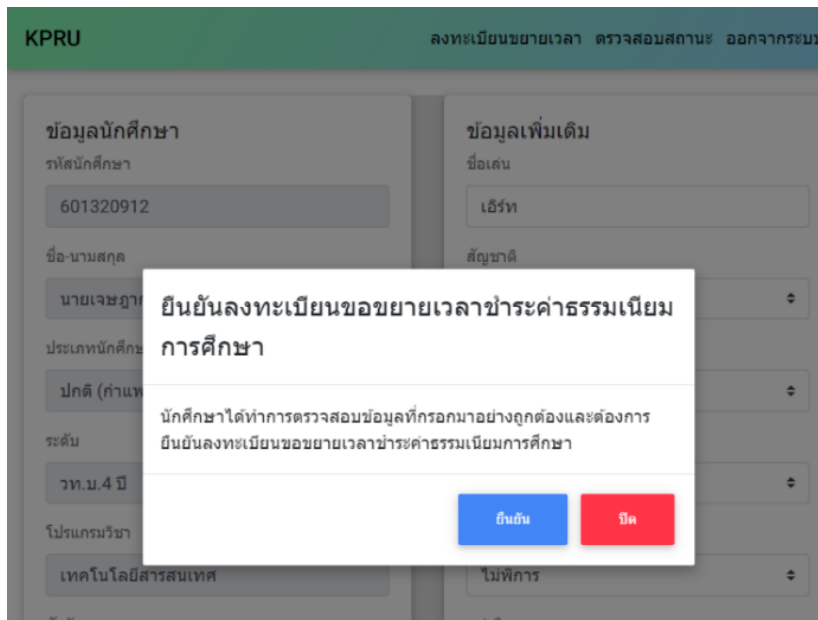 KPRU
ลงทะเบียนขยายเวลา ตรวจสอบสถานะ ออกจากระบบ
ข้อมูลนักศึกษา
รหัสนักศึกษา
601320912
ชื่อ-นามสกุล
นายเจษฎา
ประเภทนักศึกษ
ปกติ (กำแพ
ระดับ
วท.บ.4 ปี
โปรแกรมวิชา
เทคโนโลยีสารสนเทศ
ข้อมูลเพิ่มเติม
ชื่อเล่น
เอิร์ท
สัญชาติ
ไม่พิการ
ยืนยันลงทะเบียนขอขยายเวลาชำระค่าธรรมเนียม
การศึกษา
นักศึกษาได้ทำการตรวจสอบข้อมูลที่กรอกมาอย่างถูกต้องและต้องการ
ยืนยันลงทะเบียนขอขยายเวลาชำระค่าธรรมเนียมการศึกษา
ยืนยัน
ปิด